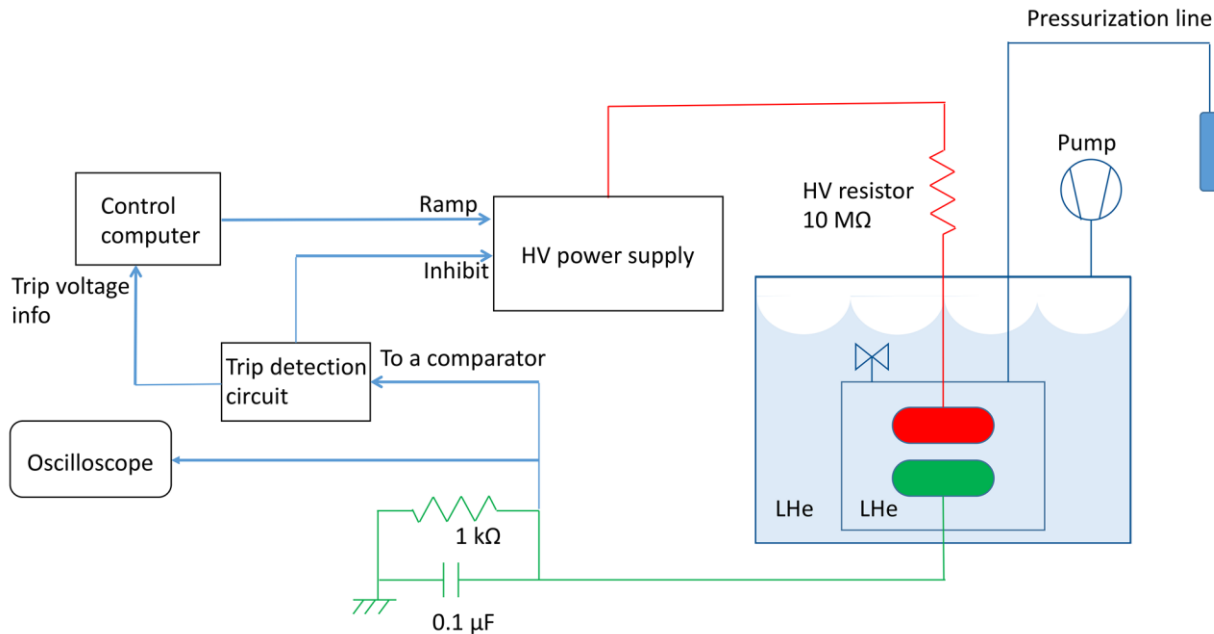 Pressurization line
Pump
HV resistor
10 MΩ
Control
computer
Ramp
HV power supply
Inhibit
Trip voltage
info
Trip detection
circuit
To a comparator
Oscilloscope
1 kΩ
0.1 µF
LHe
LHe